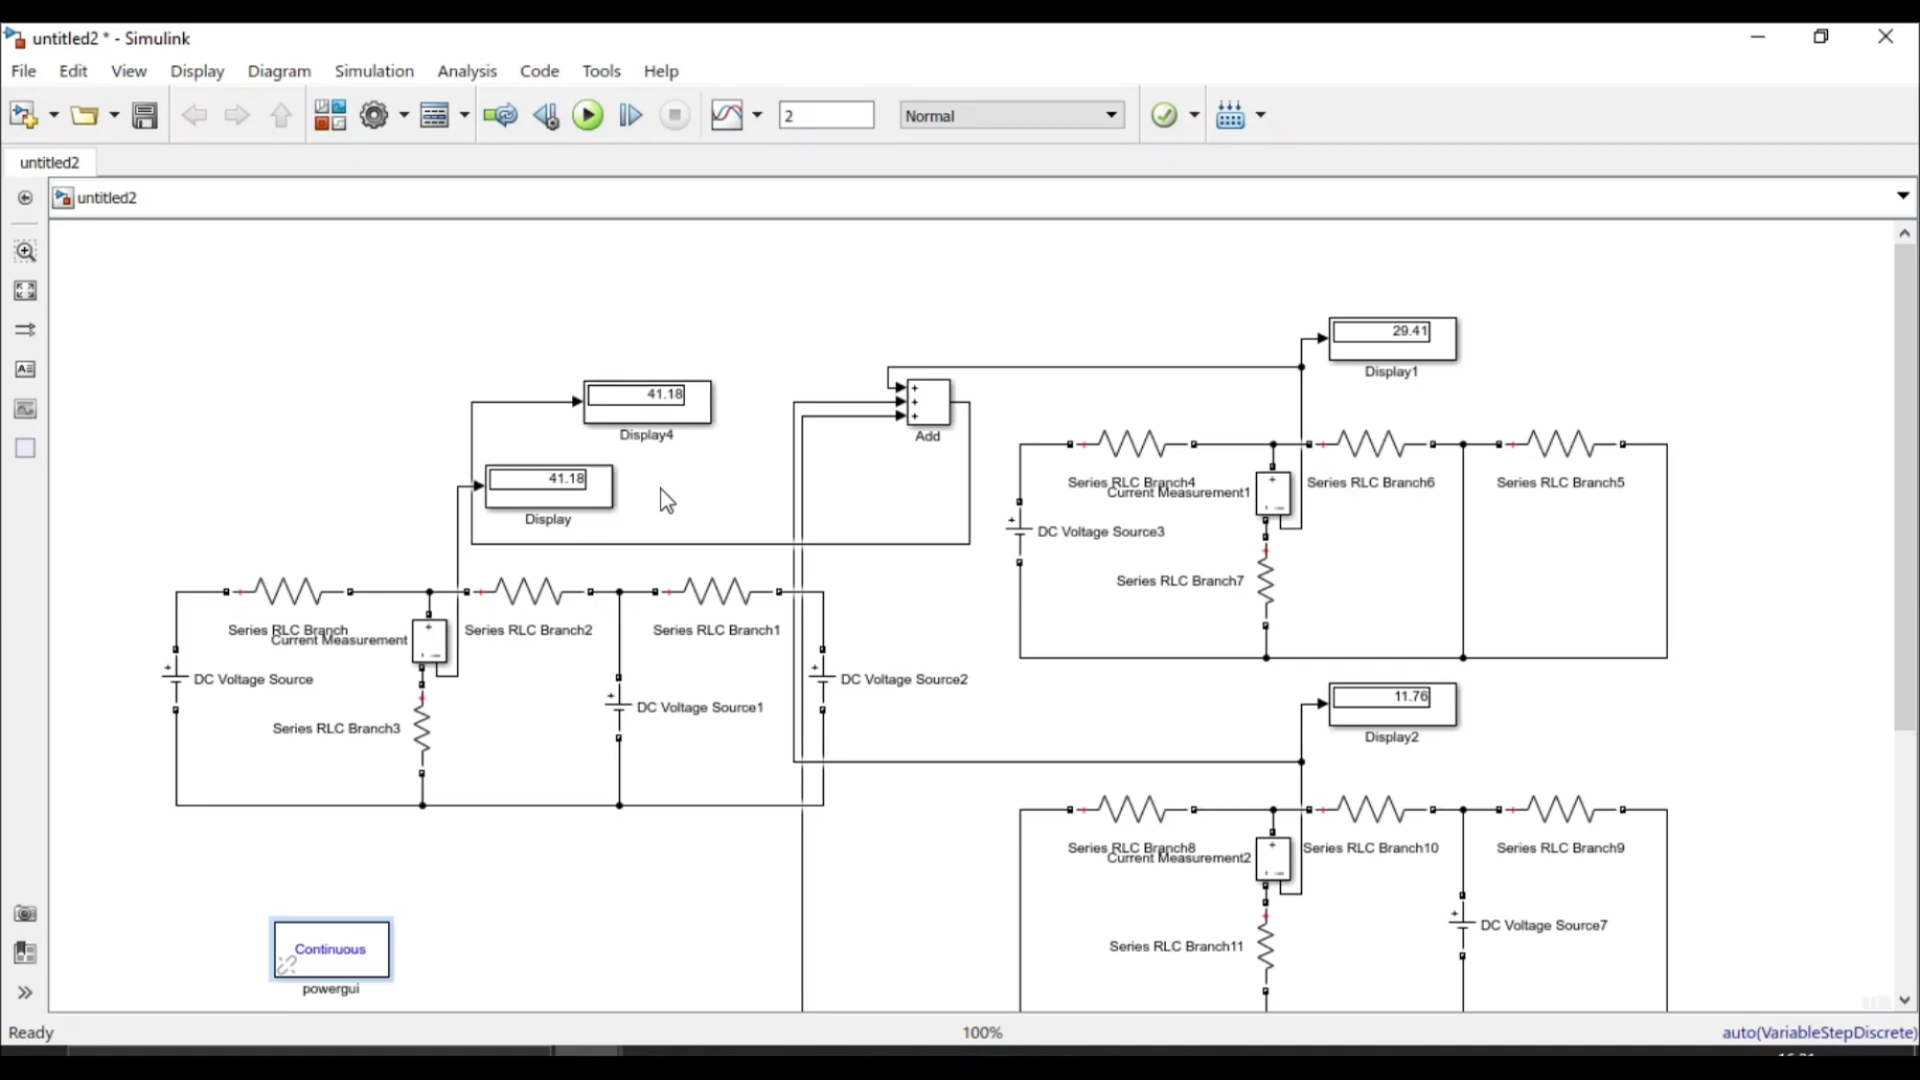 untitled2 * - Simulink
File Edit View Display Diagram Simulation Analysis Code Tools Help
2 Normal
untitled2
untitled2
29.41
Display1
41.18
Display4
Add
41.18
Display
Series RLC Branch4
Current Measurement1
Series RLC Branch6
Series RLC Branch5
DC Voltage Source3
Series RLC Branch7
Series RLC Branch
Current Measurement
Series RLC Branch2
Series RLC Branch1
DC Voltage Source
DC Voltage Source2
DC Voltage Source1
Series RLC Branch3
11.76
Display2
Series RLC Branch8
Current Measurement2
Series RLC Branch10
Series RLC Branch9
DC Voltage Source7
Series RLC Branch11
Continuous
powergui
Ready 100% auto(VariableStepDiscrete)